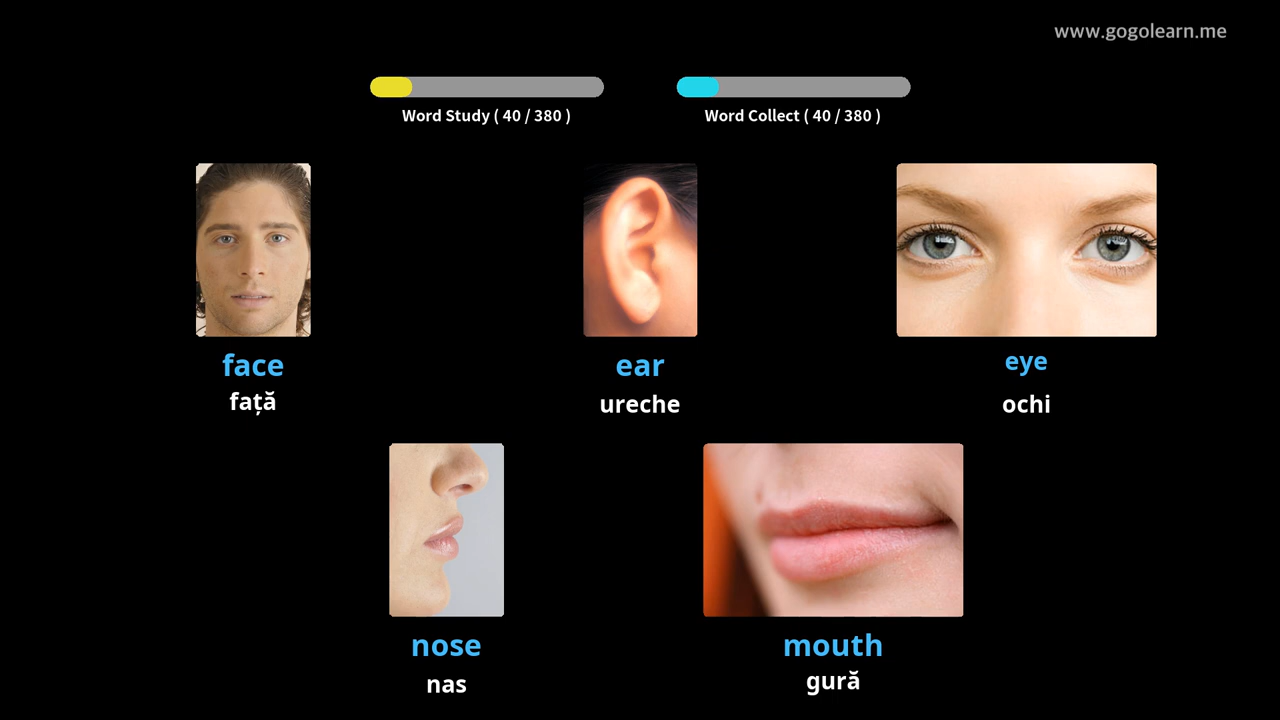 www.gogolearn.me
Word Study ( 40 / 380 )
Word Collect ( 40 / 380 )
face
față
ear
ureche
eye
ochi
nose
nas
mouth
gură